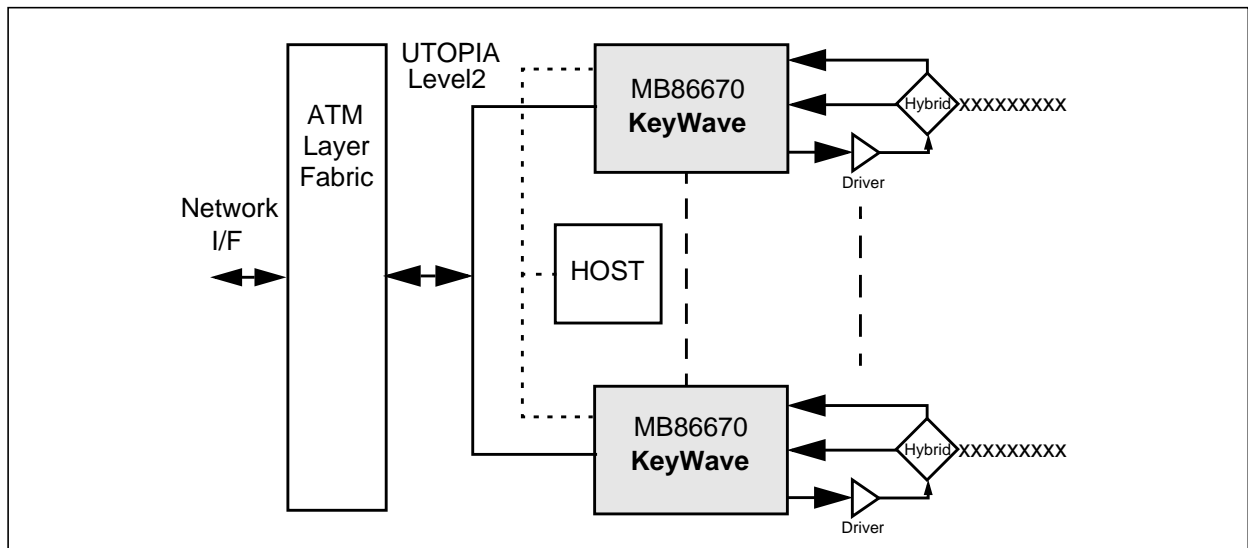 UTOPIA
Level2
ATM
Layer
Fabric
Network
I/F
HOST
MB86670
KeyWave
Hybrid
xxxxxxxxx
Driver
MB86670
KeyWave
Hybrid
xxxxxxxxx
Driver